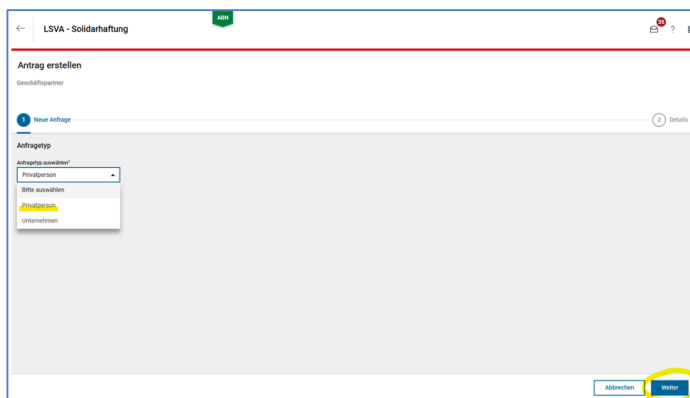 LSVA - Solidarhaftung
ABN
35
?
Antrag erstellen
Geschäftspartner
1 Neue Anfrage
2 Details
Anfragetyp
Anfragetyp auswählen*
Privatperson
Bitte auswählen
Privatperson
Unternehmen
Abbrechen
Weiter